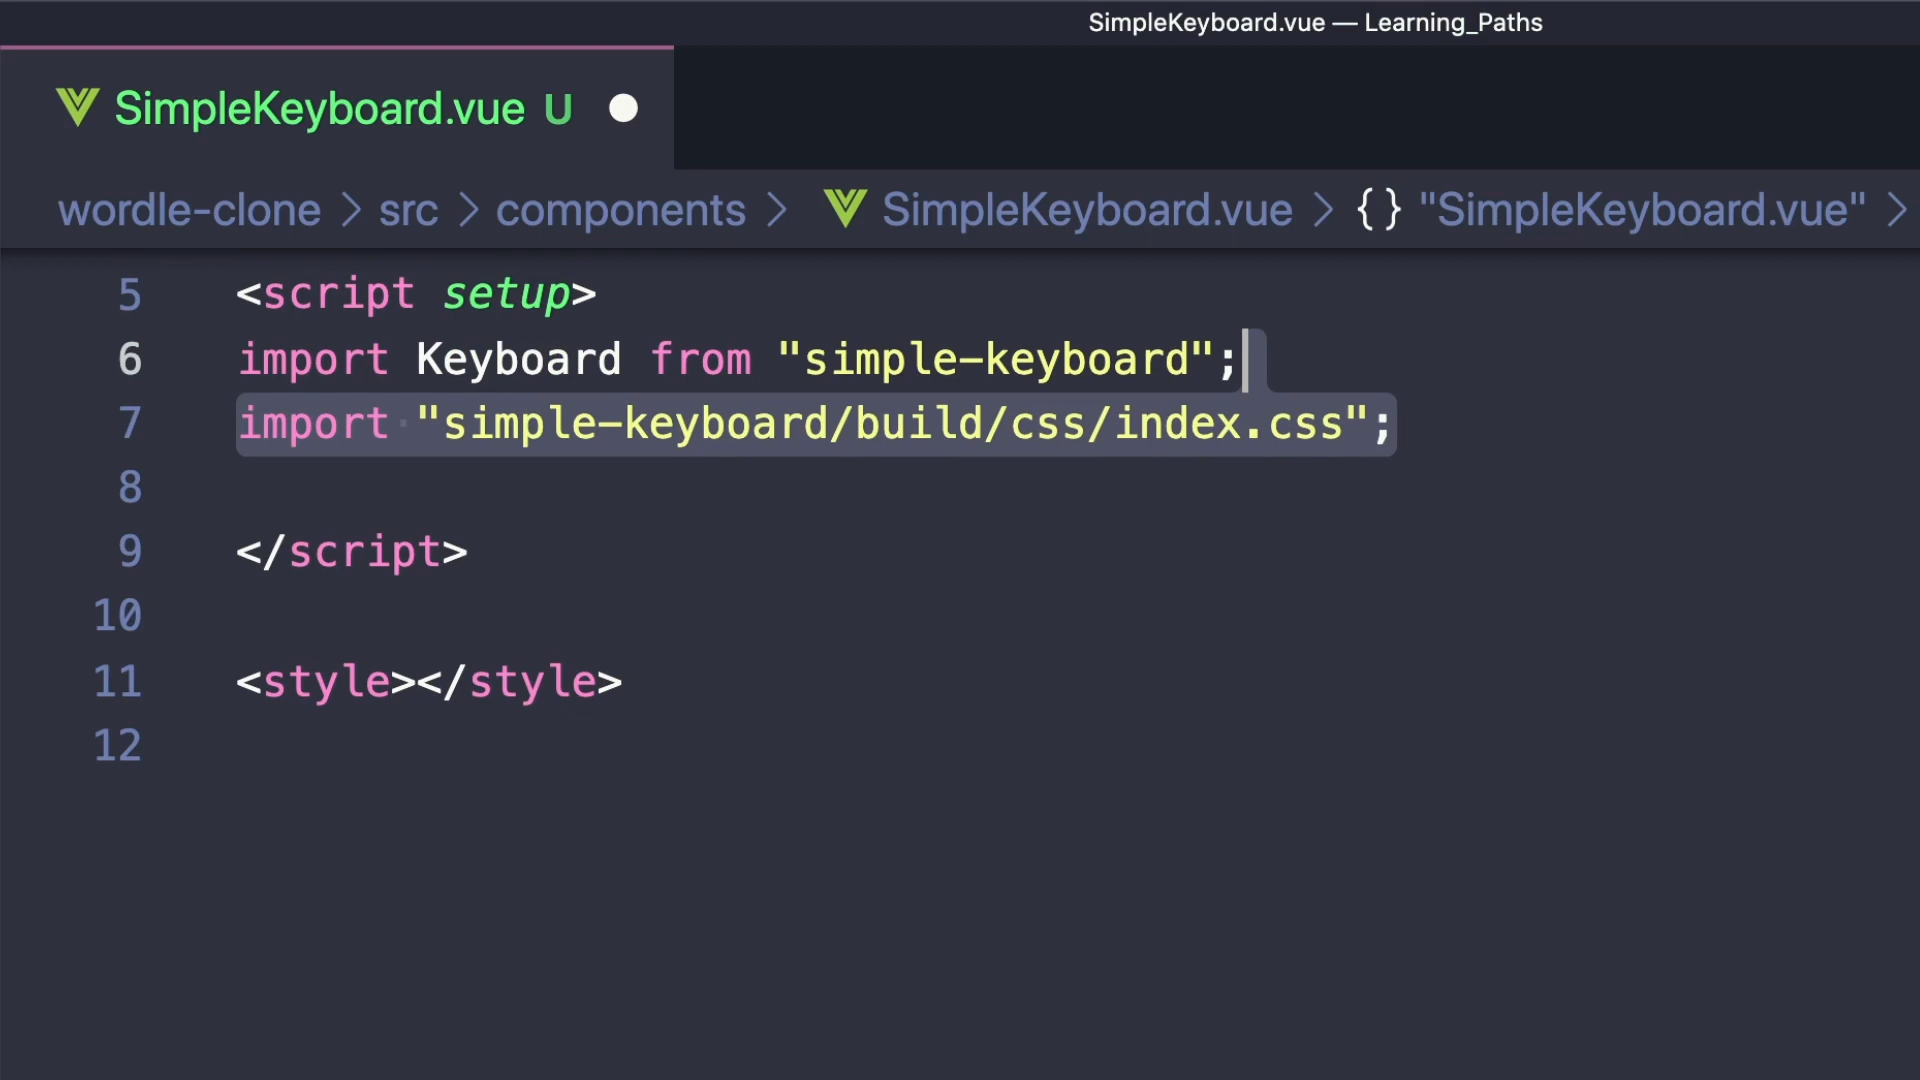 SimpleKeyboard.vue — Learning_Paths
SimpleKeyboard.vue U
wordle-clone > src > components > SimpleKeyboard.vue > {} "SimpleKeyboard.vue" >
5 <script setup>
6 import Keyboard from "simple-keyboard";
7 import "simple-keyboard/build/css/index.css";
8
9 </script>
10
11 <style></style>
12